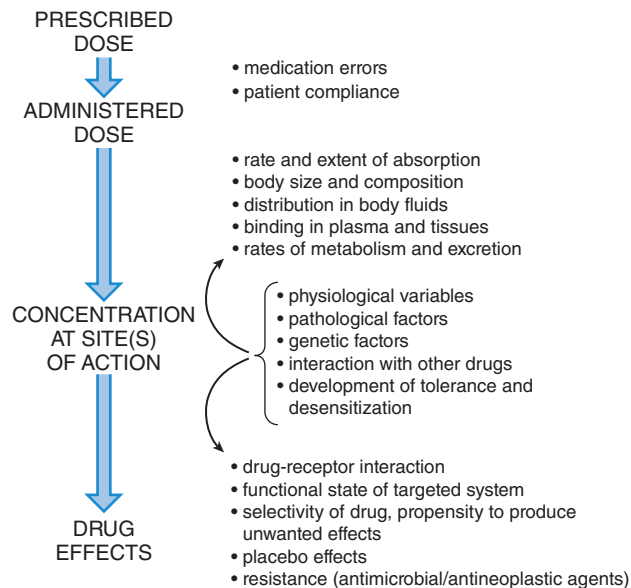 PRESCRIBED
DOSE
• medication errors
• patient compliance
ADMINISTERED
DOSE
• rate and extent of absorption
• body size and composition
• distribution in body fluids
• binding in plasma and tissues
• rates of metabolism and excretion
CONCENTRATION
AT SITE(S)
OF ACTION
• physiological variables
• pathological factors
• genetic factors
• interaction with other drugs
• development of tolerance and
desensitization
• drug-receptor interaction
• functional state of targeted system
• selectivity of drug, propensity to produce
unwanted effects
• placebo effects
• resistance (antimicrobial/antineoplastic agents)
DRUG
EFFECTS